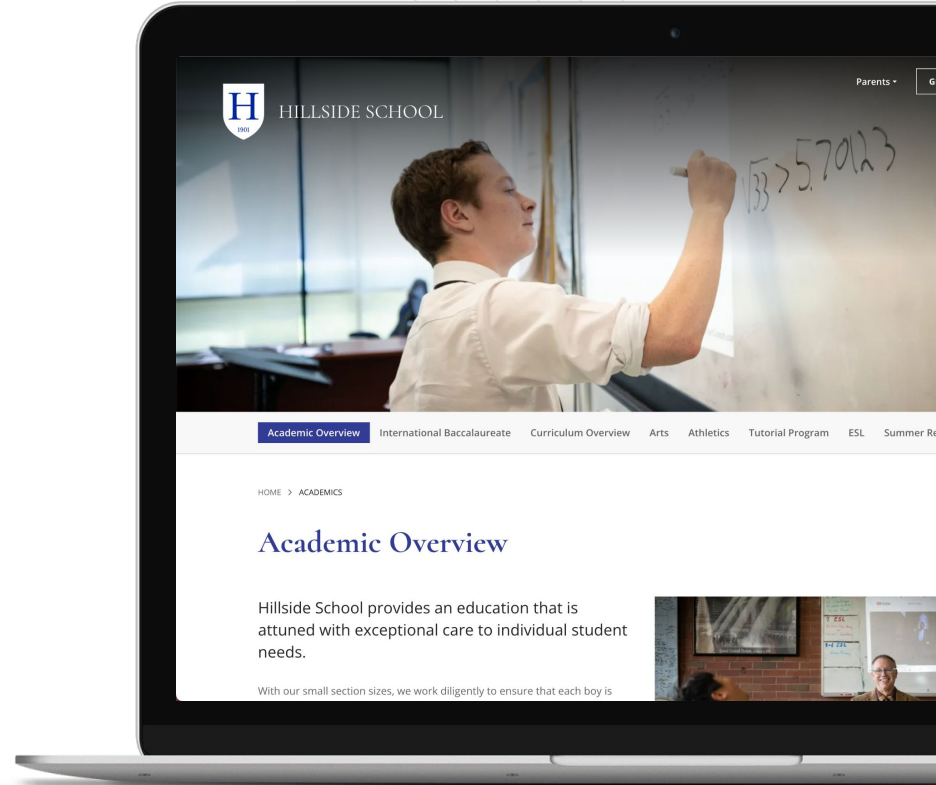 Parents
H
1901
HILLSIDE SCHOOL
√33 > 5.70123
Academic Overview International Baccalaureate Curriculum Overview Arts Athletics Tutorial Program ESL Summer
HOME > ACADEMICS
Academic Overview
Hillside School provides an education that is
attuned with exceptional care to individual student
needs.
With our small section sizes, we work diligently to ensure that each boy is